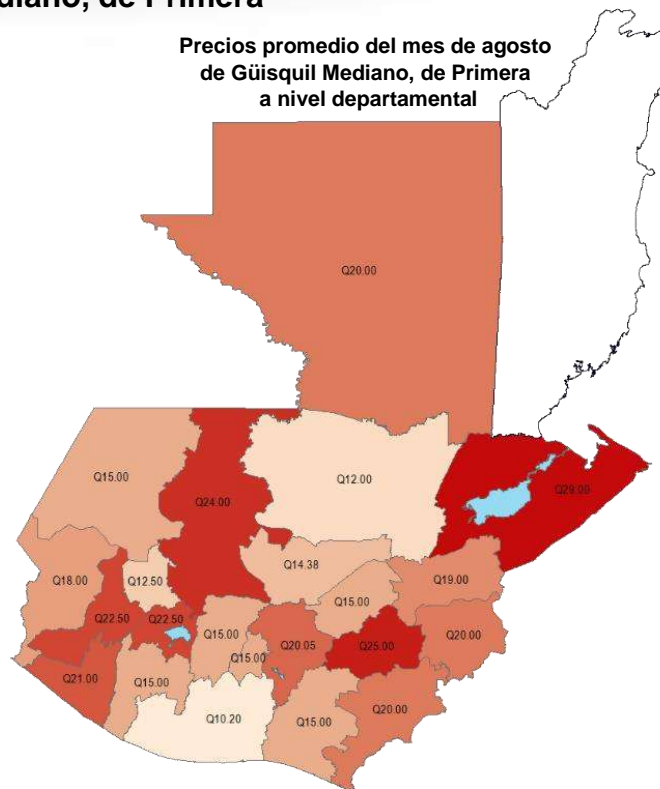 diano, de Primera
Precios promedio del mes de agosto
de Güisquil Mediano, de Primera
a nivel departamental
Q20.00
Q15.00
Q24.00
Q12.00
Q29.00
Q18.00
Q12.50
Q14.38
Q19.00
Q22.50
Q22.50
Q15.00
Q15.00
Q20.05
Q15.00
Q25.00
Q20.00
Q21.00
Q15.00
Q10.20
Q15.00
Q20.00